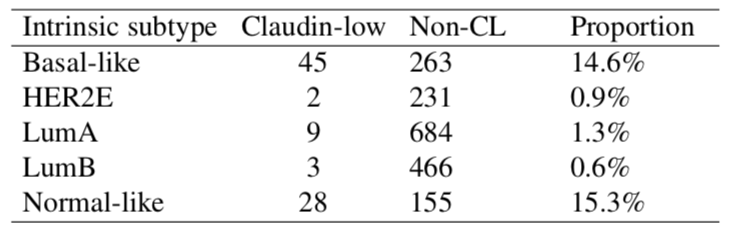 Intrinsic subtype Claudin-low Non-CL Proportion
Basal-like 45 263 14.6%
HER2E 2 231 0.9%
LumA 9 684 1.3%
LumB 3 466 0.6%
Normal-like 28 155 15.3%